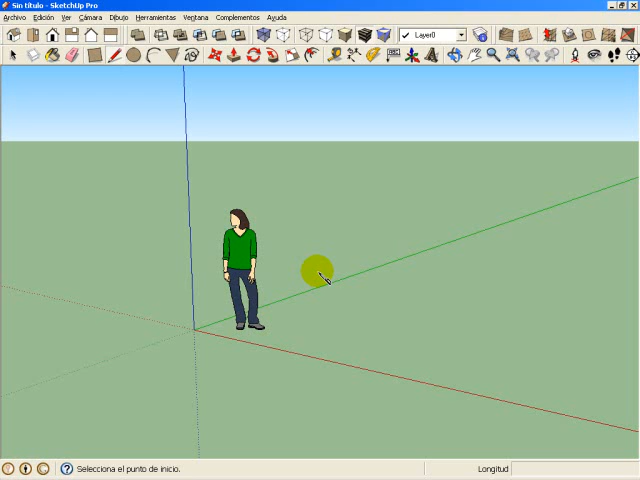 Sin título - SketchUp Pro
Archivo Edición Ver Cámara Dibujo Herramientas Ventana Complementos Ayuda
Layer0
Selecciona el punto de inicio. Longitud